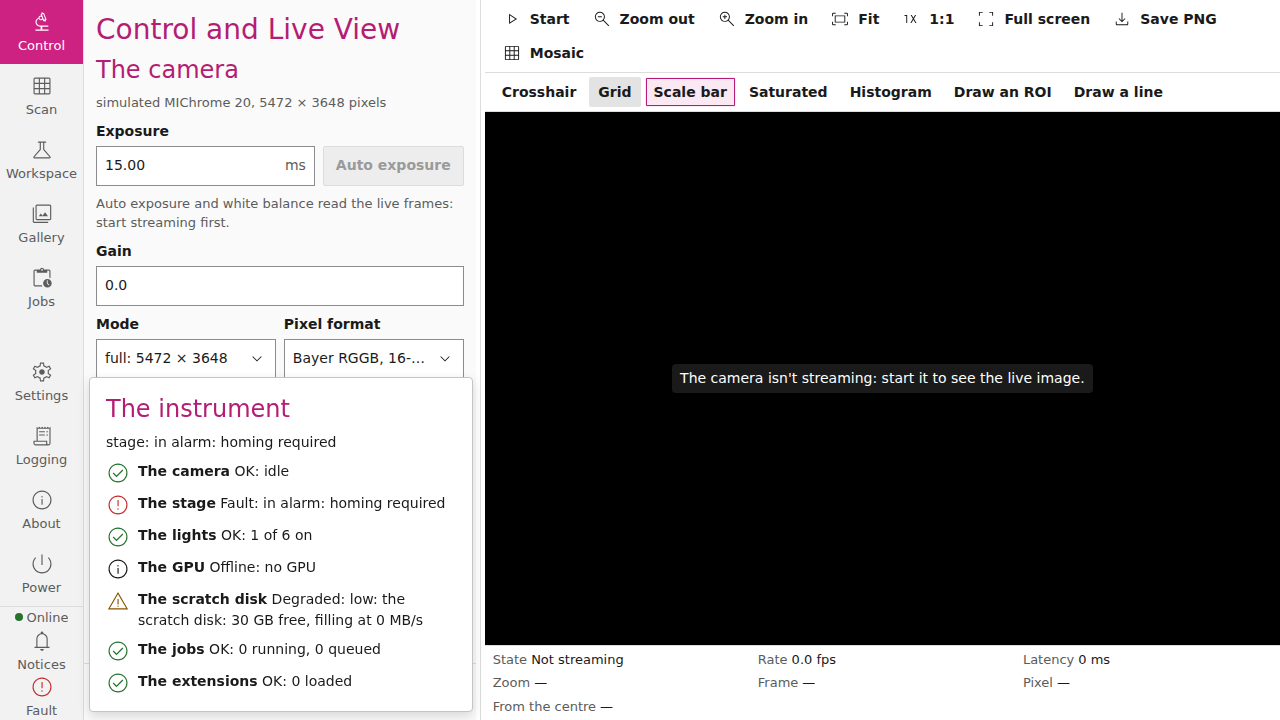 Control
Scan
Workspace
Gallery
Jobs
Settings
Logging
About
Power
Online
Notices
Fault
Control and Live View
The camera
simulated MIChrome 20, 5472 × 3648 pixels
Exposure
15.00 ms
Auto exposure
Auto exposure and white balance read the live frames:
start streaming first.
Gain
0.0
Mode Pixel format
full: 5472 × 3648 Bayer RGGB, 16-...
The instrument
stage: in alarm: homing required
The camera OK: idle
The stage Fault: in alarm: homing required
The lights OK: 1 of 6 on
The GPU Offline: no GPU
The scratch disk Degraded: low: the
scratch disk: 30 GB free, filling at 0 MB/s
The jobs OK: 0 running, 0 queued
The extensions OK: 0 loaded
Start Zoom out Zoom in Fit 1X 1:1 Full screen Save PNG
Mosaic
Crosshair Grid Scale bar Saturated Histogram Draw an ROI Draw a line
The camera isn't streaming: start it to see the live image.
State Not streaming Rate 0.0 fps Latency 0 ms
Zoom — Frame — Pixel —
From the centre —